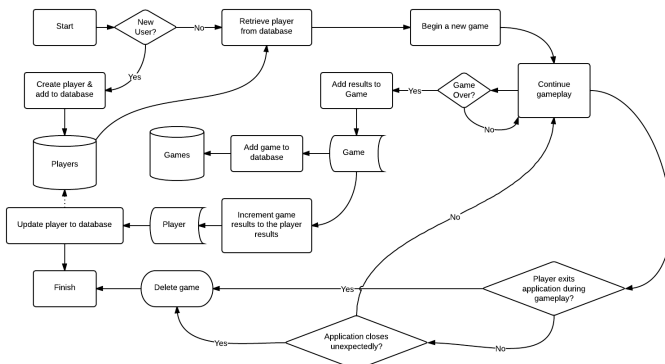 Start
New
User?
No
Retrieve player
from database
Begin a new game
Yes
Create player &
add to database
Add results to
Game
Yes
Game
Over?
Continue
gameplay
No
Players
Games
Add game to
database
Game
Update player to database
Player
Increment game
results to the player
results
No
Finish
Delete game
Yes
Player exits
application during
gameplay?
Yes
Application closes
unexpectedly?
No